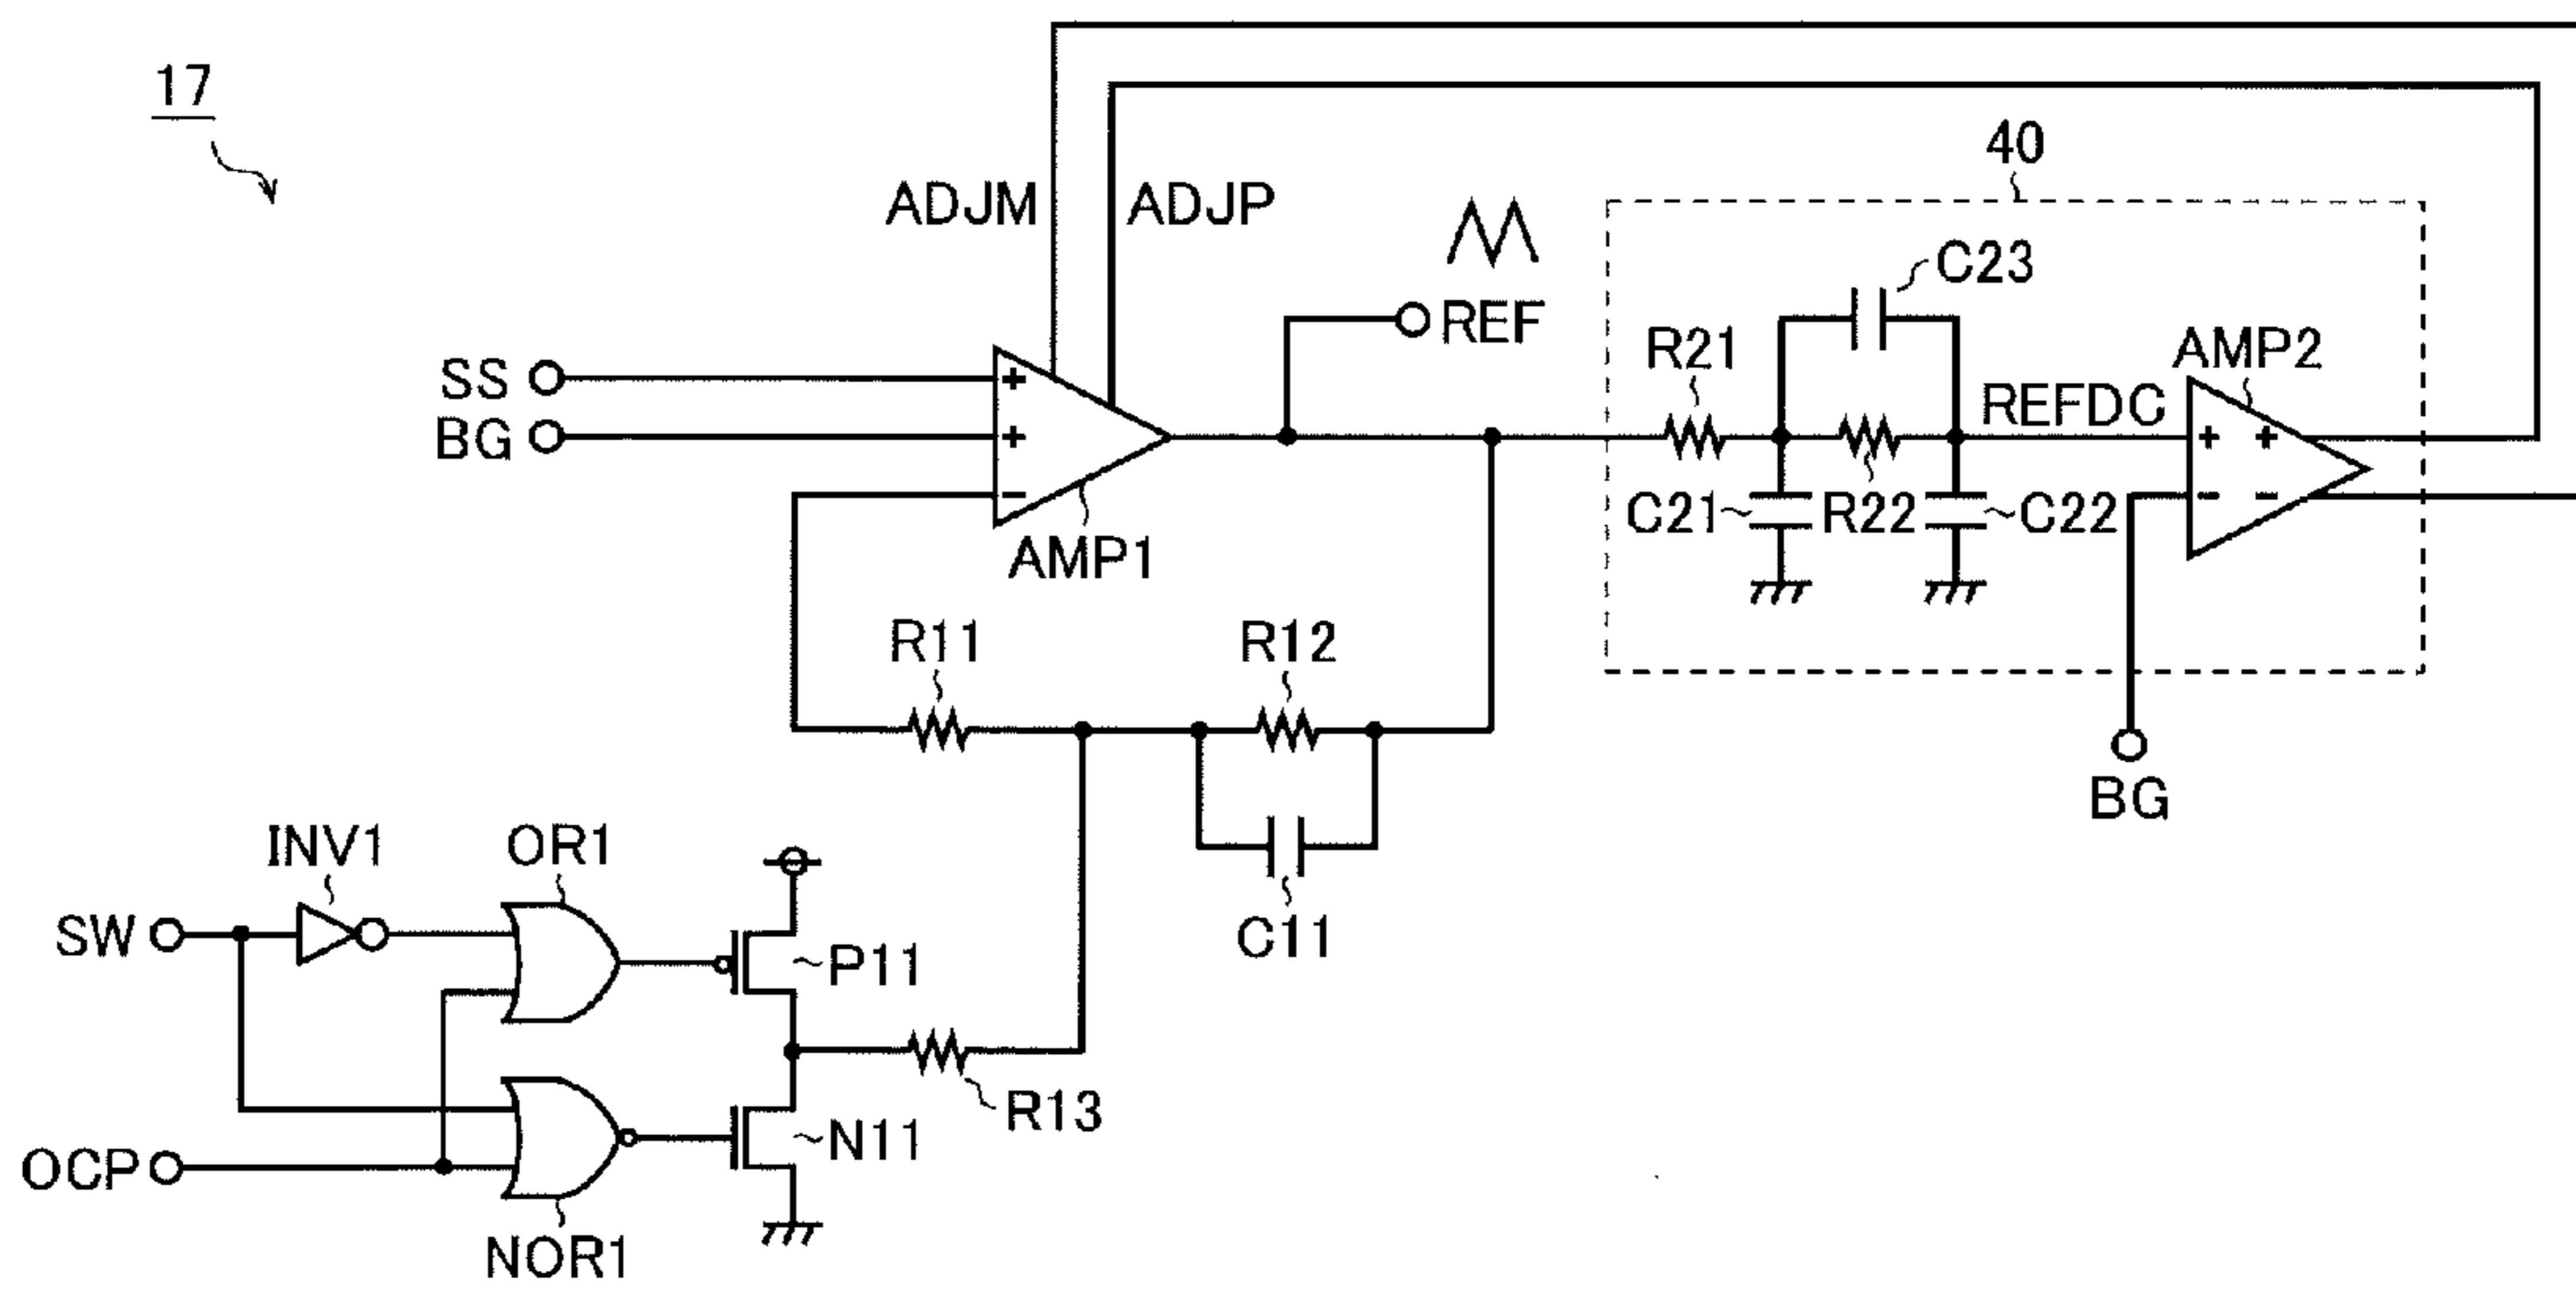 17
40
ADJM
ADJP
C23
REF
R21
AMP2
SS
REFDC
BG
+
+
-
+
+
-
-
C21
R22
C22
AMP1
R11
R12
BG
INV1
OR1
SW
P11
C11
R13
N11
OCP
NOR1